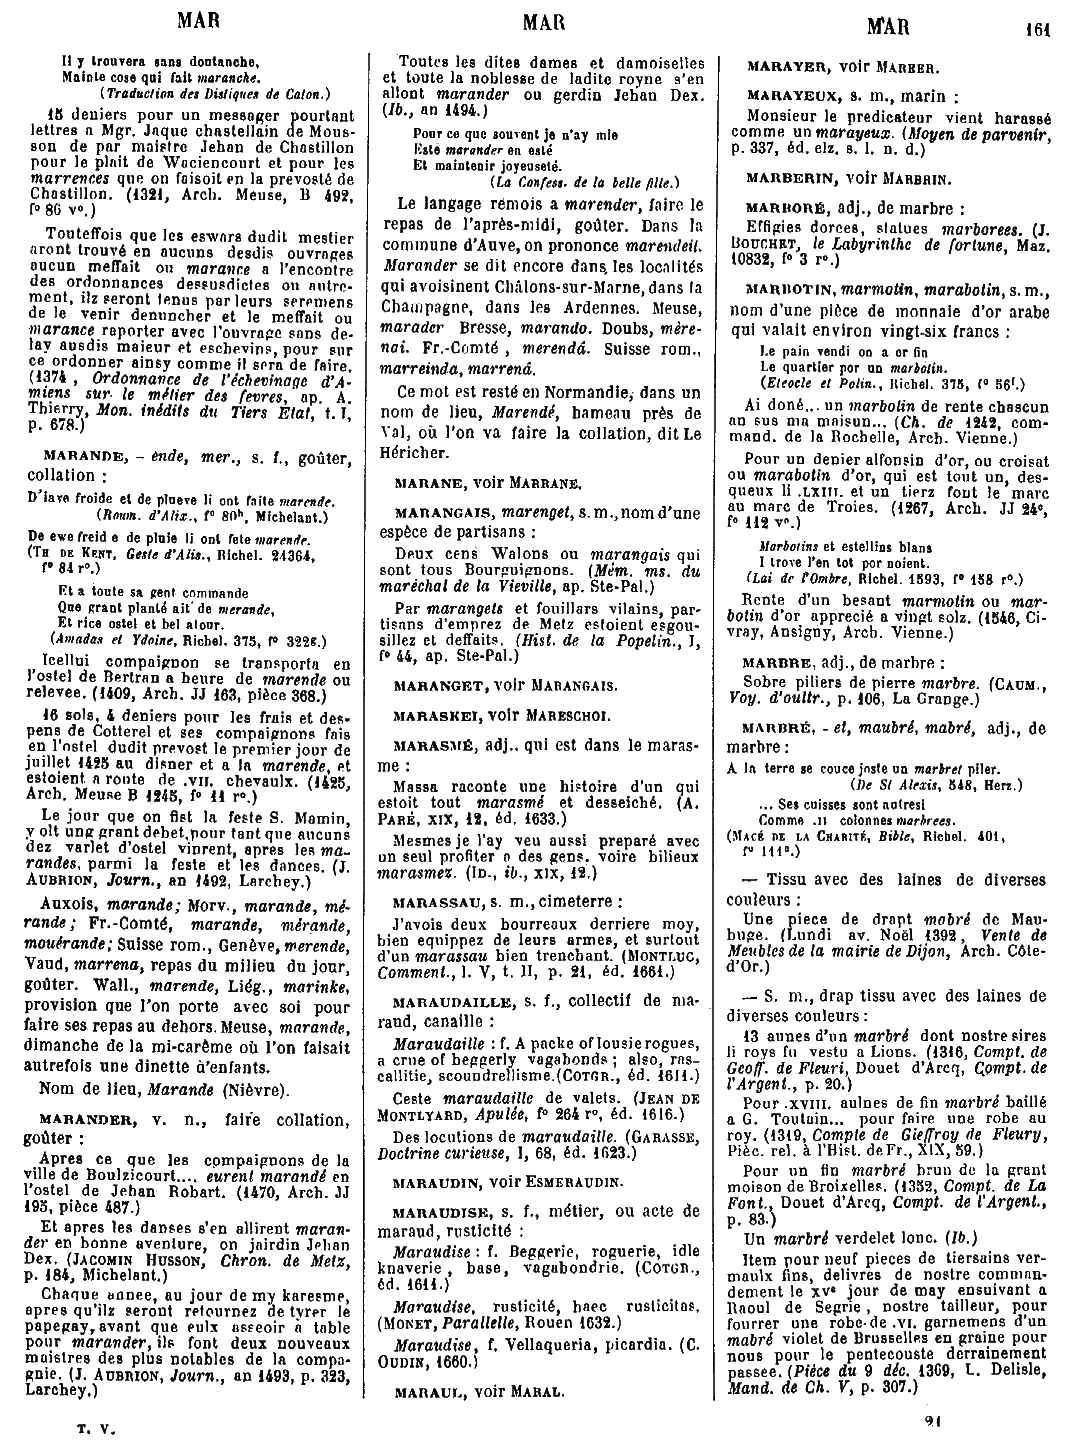 MAR
MAR
MAR 161
Il y trouvera sans doutanche,
Mainte cose qui fait maranche.
(Traduction des Distiques de Caton.)
15 deniers pour un messager pourtant
lettres a Mgr. Jaque chastellain de Mous-
son de par maistre Jehan de Chastillon
pour le plait de Waciencourt et pour les
marrences que on faisoit en la prevosté de
Chastillon. (1321, Arch. Meuse, B 492,
f° 86 v°.)
Touteffois que les eswars dudit mestier
aront trouvé en aucuns desdis ouvrages
aucun meffait ou marance a l'encontre
des ordonnances dessusdictes ou autre-
ment, ilz seront tenus par leurs seremens
de le venir denuncher et le meffait ou
marance raporter avec l'ouvrage sans de-
lay ausdis maieur et eschevins, pour sur
ce ordonner ainsy comme il sera de faire.
(1374, Ordonnance de l'échevinage d'A-
miens sur le métier des fevres, ap. A.
Thierry, Mon. inédits du Tiers Etat, t. I,
p. 678.)
MARANDE, - ende, mer., s. f., goûter,
collation :
D'iave froide et de plueve li ont faite marende.
(Roum. d'Alix., f° 80ʰ, Michelant.)
De ewe freid e de pluie li ont fete marende.
(TH DE KENT, Geste d'Alis., Richel. 24364,
f° 84 r°.)
Et a toute sa gent commande
Que grant planté ait de merande,
Et rice ostel et bel atour.
(Amadas et Ydoine, Richel. 375, f° 322ᵍ.)
Icellui compaignon se transporta en
l'ostel de Bertran a heure de marende ou
relevee. (1409, Arch. JJ 163, pièce 368.)
16 sols, 4 deniers pour les frais et des-
pens de Cotterel et ses compaignons fais
en l'ostel dudit prevost le premier jour de
juillet 1425 au disner et a la marende, et
estoient a route de .VII. chevaulx. (1425,
Arch. Meuse B 1245, f° 11 r°.)
Le jour que on fist la feste S. Mamin,
y olt ung grant debet, pour tant que aucuns
dez varlet d'ostel vinrent, apres les ma-
randes, parmi la feste et les dances. (J.
AUBRION, Journ., an 1492, Larchey.)
Auxois, marande; Morv., marande, mé-
rande; Fr.-Comté, marande, mérande,
mouérande; Suisse rom., Genève, merende,
Vaud, marrena, repas du milieu du jour,
goûter. Wall., marende, Liég., marinke,
provision que l'on porte avec soi pour
faire ses repas au dehors. Meuse, marande,
dimanche de la mi-carême où l'on faisait
autrefois une dinette d'enfants.
Nom de lieu, Marande (Nièvre).
MARANDER, v. n., faire collation,
goûter :
Apres ce que les compaignons de la
ville de Boulzicourt.... eurent marandé en
l'ostel de Jehan Robart. (1470, Arch. JJ
195, pièce 487.)
Et apres les danses s'en allirent maran-
der en bonne aventure, on jairdin Jehan
Dex. (JACOMIN HUSSON, Chron. de Metz,
p. 184, Michelant.)
Chaque annee, au jour de my karesme,
apres qu'ilz seront retournez de tyrer le
papegay, avant que eulx asseoir à table
pour marander, ils font deux nouveaux
maistres des plus notables de la compa-
gnie. (J. AUBRION, Journ., an 1493, p. 323,
Larchey.)
T. V.
Toutes les dites dames et damoiselles
et toute la noblesse de ladite royne s'en
allont marander ou gerdin Jehan Dex.
(Ib., an 1494.)
Pour ce que souvent je n'ay mie
Esté marander en esté
Et maintenir joyeuseté.
(La Confess. de la belle fille.)
Le langage rémois a marender, faire le
repas de l'après-midi, goûter. Dans la
commune d'Auve, on prononce marendeil.
Marander se dit encore dans les localités
qui avoisinent Châlons-sur-Marne, dans la
Champagne, dans les Ardennes. Meuse,
marader Bresse, marando. Doubs, mére-
nai. Fr.-Comté, merendá. Suisse rom.,
marreinda, marrená.
Ce mot est resté en Normandie, dans un
nom de lieu, Marendé, hameau près de
Val, où l'on va faire la collation, dit Le
Héricher.
MARANE, voir MARRANE.
MARANGAIS, marenget, s. m., nom d'une
espèce de partisans :
Deux cens Walons ou marangais qui
sont tous Bourguignons. (Mém. ms. du
maréchal de la Vieville, ap. Ste-Pal.)
Par marangets et fouillars vilains, par-
tisans d'emprez de Metz estoient esgou-
sillez et deffaits. (Hist. de la Popelin., I,
f° 44, ap. Ste-Pal.)
MARANGET, voir MARANGAIS.
MARASKEI, voir MARESCHOI.
MARASMÉ, adj., qui est dans le maras-
me :
Massa raconte une histoire d'un qui
estoit tout marasmé et desseiché. (A.
PARÉ, XIX, 12, éd. 1633.)
Mesmes je l'ay veu aussi preparé avec
un seul profiter a des gens, voire bilieux
marasmez. (ID., ib., XIX, 12.)
MARASSAU, s. m., cimeterre :
J'avois deux bourreaux derriere moy,
bien equippez de leurs armes, et surtout
d'un marassau bien trenchant. (MONTLUC,
Comment., l. V, t. II, p. 21, éd. 1661.)
MARAUDAILLE, s. f., collectif de ma-
raud, canaille :
Maraudaille : f. A packe of lousie rogues,
a crue of beggerly vagabonds ; also, ras-
callitie, scoundrellisme. (COTGR., éd. 1611.)
Ceste maraudaille de valets. (JEAN DE
MONTLYARD, Apulée, f° 264 r°, éd. 1616.)
Des locutions de maraudaille. (GARASSE,
Doctrine curieuse, I, 68, éd. 1623.)
MARAUDIN, voir ESMERAUDIN.
MARAUDISE, s. f., métier, ou acte de
maraud, rusticité :
Maraudise : f. Beggerie, roguerie, idle
knaverie, base, vagabondrie. (COTGR.,
éd. 1611.)
Maraudise, rusticité, haec rusticitas.
(MONET, Parallelle, Rouen 1632.)
Maraudise, f. Vellaqueria, picardia. (C.
OUDIN, 1660.)
MARAUL, voir MARAL.
MARAYER, voir MARBER.
MARAYEUX, s. m., marin :
Monsieur le predicateur vient harassé
comme un marayeux. (Moyen de parvenir,
p. 337, éd. elz. s. l. n. d.)
MARBERIN, voir MARBRIN.
MARBORÉ, adj., de marbre :
Effigies dorces, statues marborees. (J.
BOUCHET, le Labyrinthe de fortune, Maz.
10832, f° 3 r°.)
MARBOTIN, marmotin, marabotin, s. m.,
nom d'une pièce de monnaie d'or arabe
qui valait environ vingt-six francs :
Le pain vendi on a or fin
Le quartier por un marbotin.
(Eteocle et Polin., Richel. 375, f° 56ᶠ.)
Ai doné... un marbotin de rente chascun
an sus ma maisun... (Ch. de 1242, com-
mand. de la Rochelle, Arch. Vienne.)
Pour un denier alfonsin d'or, ou croisat
ou marabotin d'or, qui est tout un, des-
queux li .LXIII. et un tierz font le marc
au marc de Troies. (1267, Arch. JJ 24ᵉ,
f° 112 v°.)
Marbotins et estellins blans
I trove l'en tot por noient.
(Lai de l'Ombre, Richel. 1593, f° 158 r°.)
Rente d'un besant marmotin ou mar-
botin d'or apprecié a vingt solz. (1546, Ci-
vray, Ansigny, Arch. Vienne.)
MARBRE, adj., de marbre :
Sobre piliers de pierre marbre. (CAUM.,
Voy. d'oultr., p. 106, La Grange.)
MARBRÉ, - et, maubré, mabré, adj., de
marbre :
A la terre se couce joste un marbret piler.
(De St Alexis, 548, Herz.)
... Ses cuisses sont autresi
Comme .II colonnes marbrees.
(MACÉ DE LA CHARITÉ, Bible, Richel. 401,
f° 111ᵃ.)
— Tissu avec des laines de diverses
couleurs :
Une piece de drapt mabré de Mau-
buge. (Lundi av. Noël 1392, Vente de
Meubles de la mairie de Dijon, Arch. Côte-
d'Or.)
— S. m., drap tissu avec des laines de
diverses couleurs :
13 aunes d'un marbré dont nostre sires
li roys fu vestu a Lions. (1316, Compt. de
Geoff. de Fleuri, Douet d'Arcq, Compt. de
l'Argent., p. 20.)
Pour .XVIII. aulnes de fin marbré baillé
a G. Toutain... pour faire une robe au
roy. (1319, Compte de Gieffroy de Fleury,
Pièc. rel. à l'Hist. de Fr., XIX, 59.)
Pour un fin marbré brun de la grant
moison de Broixelles. (1352, Compt. de La
Font., Douet d'Arcq, Compt. de l'Argent.,
p. 83.)
Un marbré verdelet lonc. (Ib.)
Item pour neuf pieces de tiersains ver-
maulx fins, delivres de nostre comman-
dement le XVᵉ jour de may ensuivant a
Raoul de Segrie, nostre tailleur, pour
fourrer une robe de .VI. garnemens d'un
mabré violet de Brusselles en graine pour
nous pour le pentecouste derrainement
passee. (Pièce du 9 déc. 1369, L. Delisle,
Mand. de Ch. V, p. 307.)
21